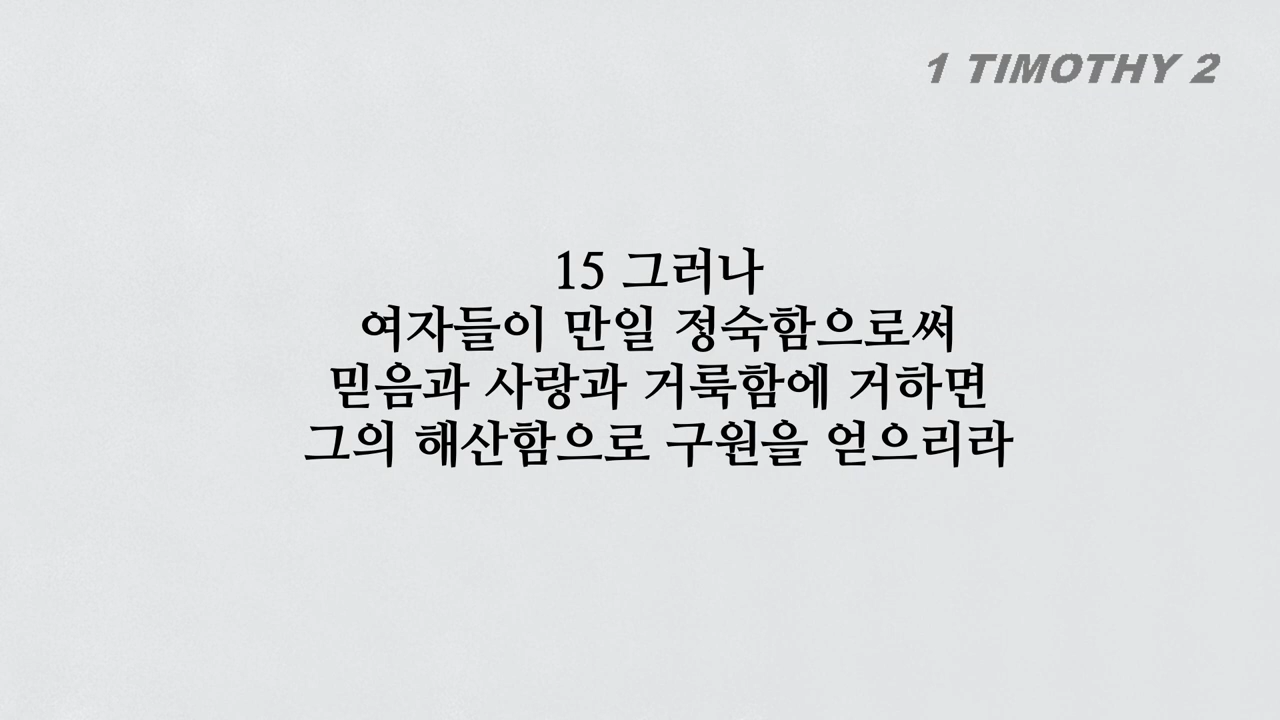 1 TIMOTHY 2
15 그러나
여자들이 만일 정숙함으로써
믿음과 사랑과 거룩함에 거하면
그의 해산함으로 구원을 얻으리라